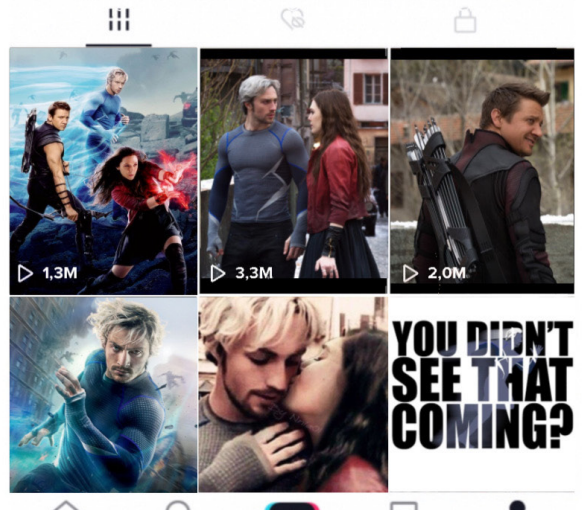 1,3M
3,3M
2,0M
YOU DIDN'T
SEE THAT
COMING?